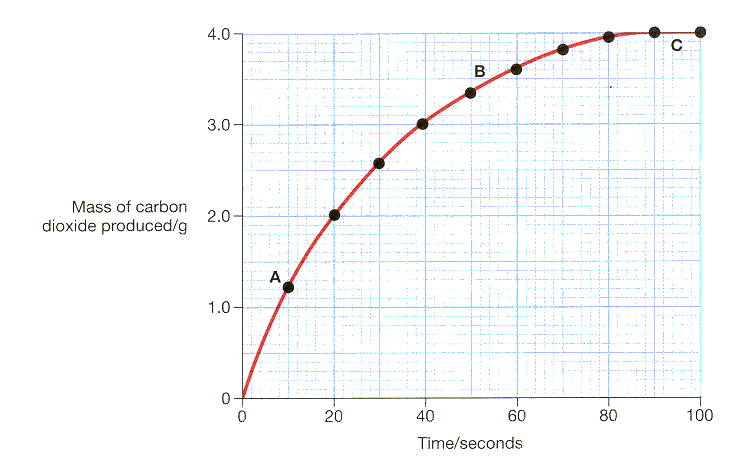 4.0
3.0
Mass of carbon
dioxide produced/g
2.0
1.0
0
A
B
C
0 20 40 60 80 100
Time/seconds